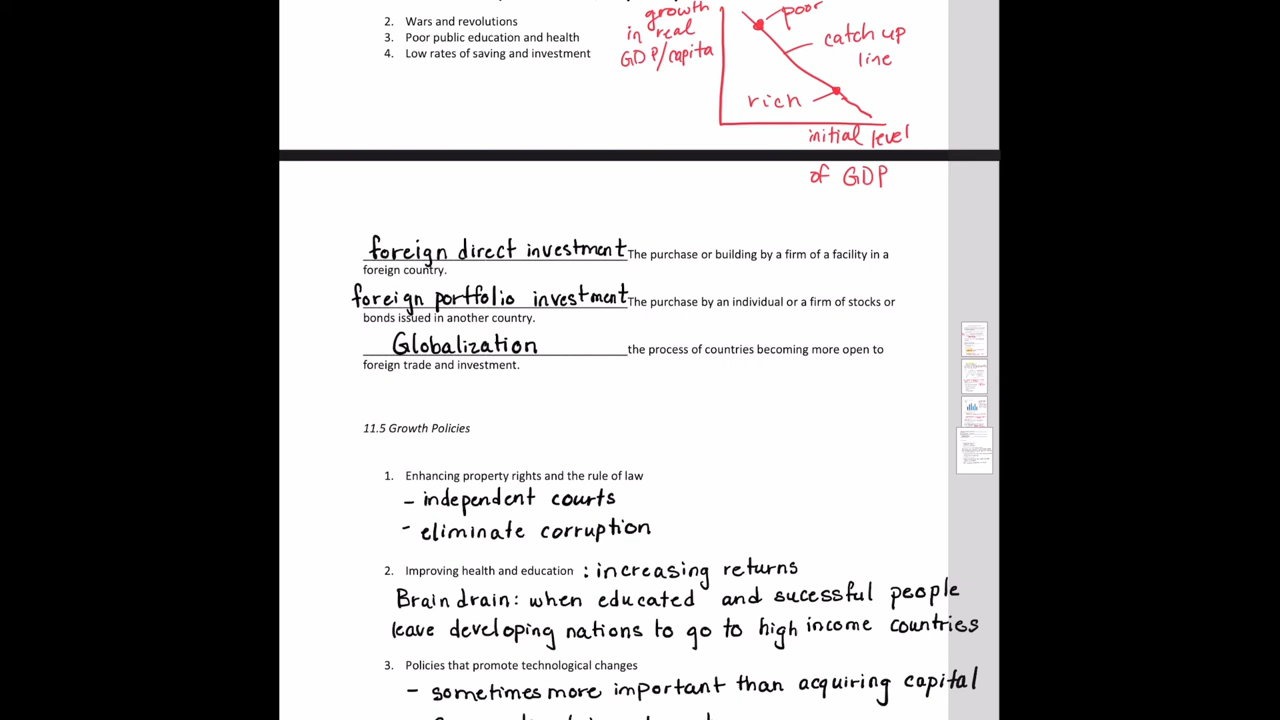 growth
in real
GDP/capita
poor
catch up
line
rich
initial level
of GDP
2. Wars and revolutions
3. Poor public education and health
4. Low rates of saving and investment
foreign direct investment The purchase or building by a firm of a facility in a
foreign country.
foreign portfolio investment The purchase by an individual or a firm of stocks or
bonds issued in another country.
Globalization the process of countries becoming more open to
foreign trade and investment.
11.5 Growth Policies
1. Enhancing property rights and the rule of law
- independent courts
- eliminate corruption
2. Improving health and education : increasing returns
Brain drain: when educated and sucessful people
leave developing nations to go to high income countries
3. Policies that promote technological changes
- sometimes more important than acquiring capital